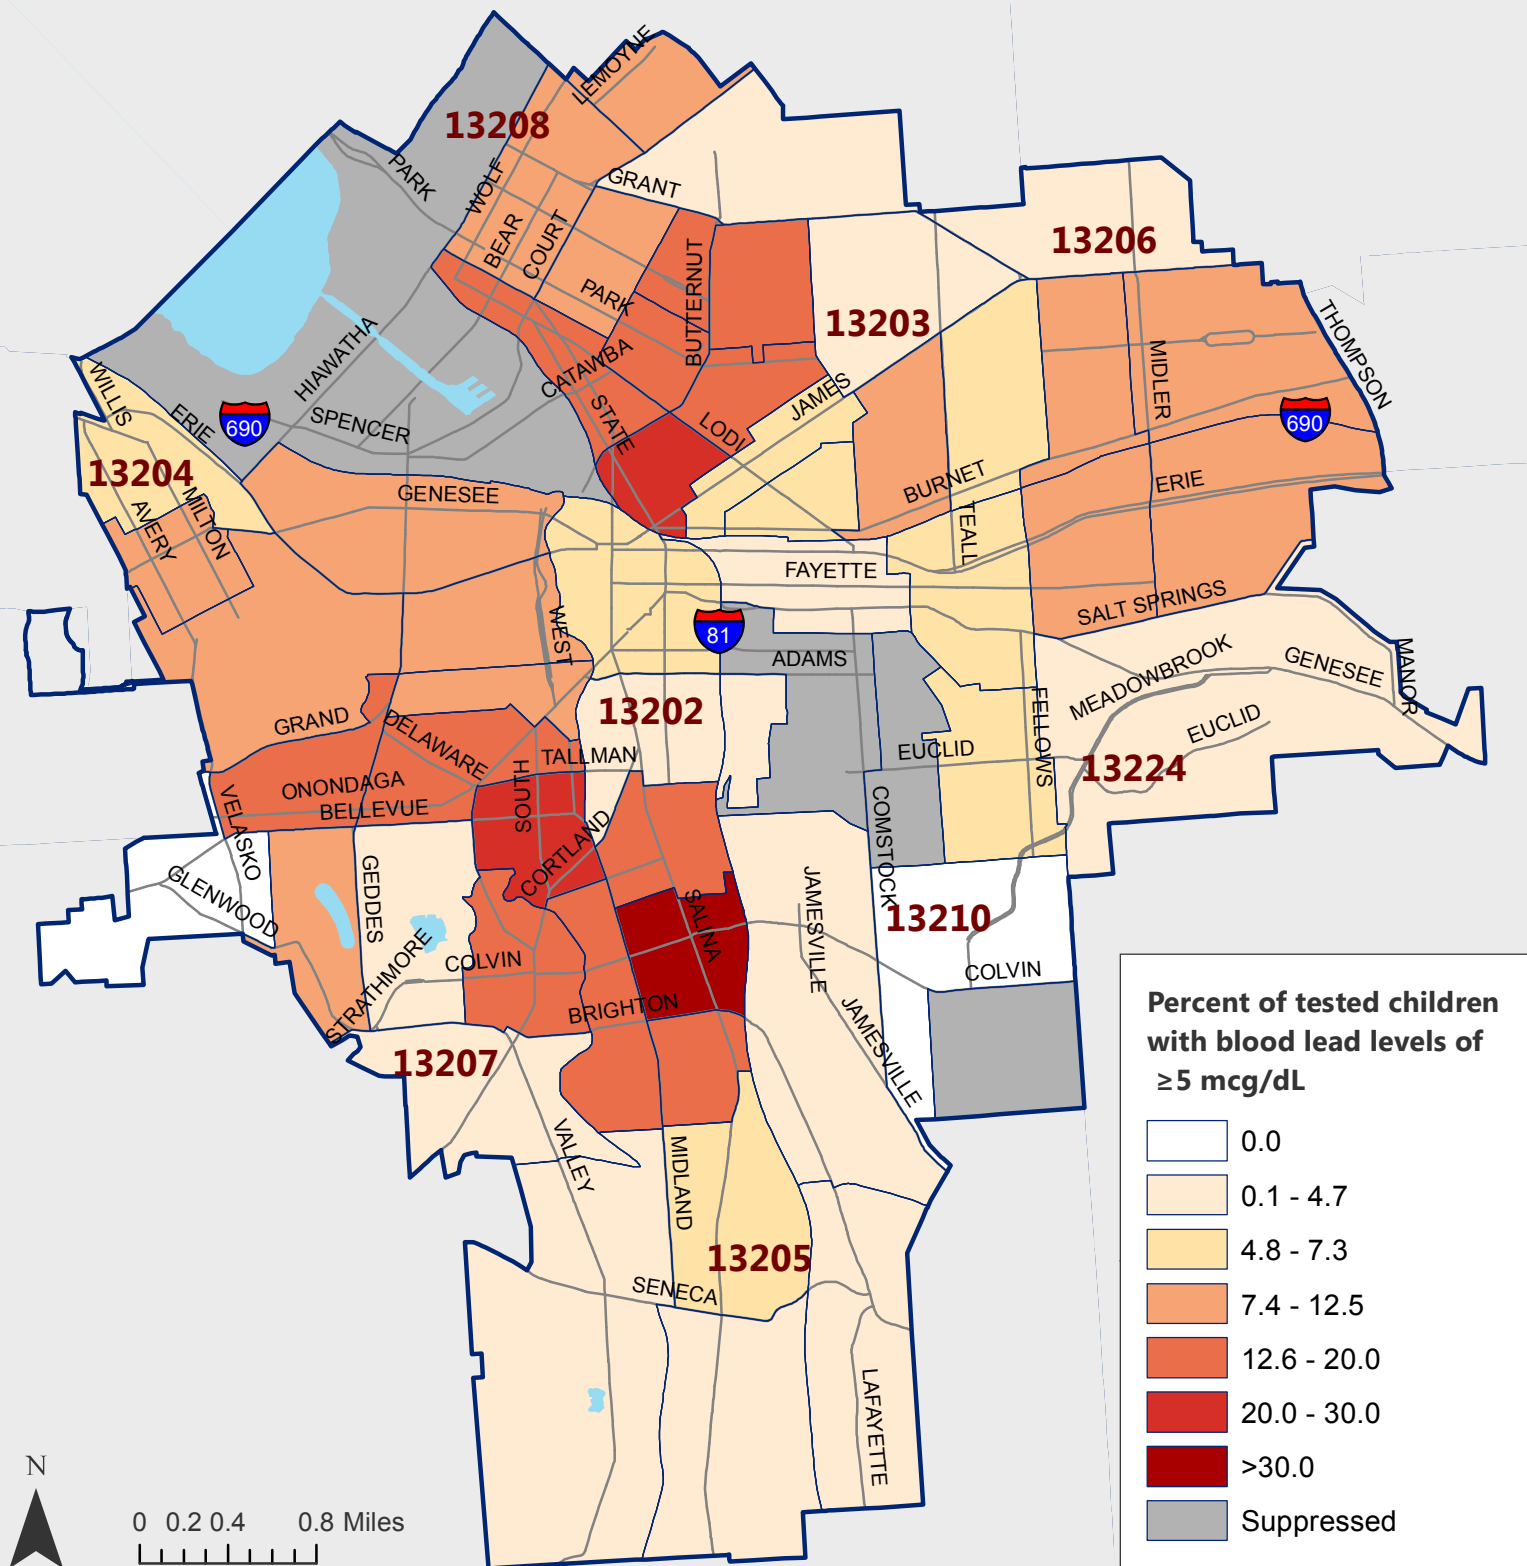 LEMOYNE
13208
PARK
WOLF
GRANT
BEAR
COURT
BUTTERNUT
13206
PARK
13203
THOMPSON
HIAWATHA
MIDLER
WILLIS
CATAWBA
JAMES
ERIE
690
SPENCER
STATE
LODI
690
13204
GENESEE
BURNET
ERIE
AVERY
MILTON
TEALL
FAYETTE
WEST
81
SALT SPRINGS
ADAMS
MEADOWBROOK
GENESEE
MANOR
GRAND
DELAWARE
13202
FELLOWS
EUCLID
TALLMAN
EUCLID
13224
ONONDAGA
BELLEVUE
SOUTH
VELASKO
CORTLAND
COMSTOCK
GLENWOOD
GEDDES
JAMESVILLE
SALINA
13210
STRATHMORE
COLVIN
COLVIN
BRIGHTON
JAMESVILLE
13207
VALLEY
MIDLAND
13205
SENECA
LAFAYETTE
Percent of tested children
with blood lead levels of
≥5 mcg/dL
0.0
0.1 - 4.7
4.8 - 7.3
7.4 - 12.5
12.6 - 20.0
20.0 - 30.0
>30.0
Suppressed
N
0 0.2 0.4 0.8 Miles